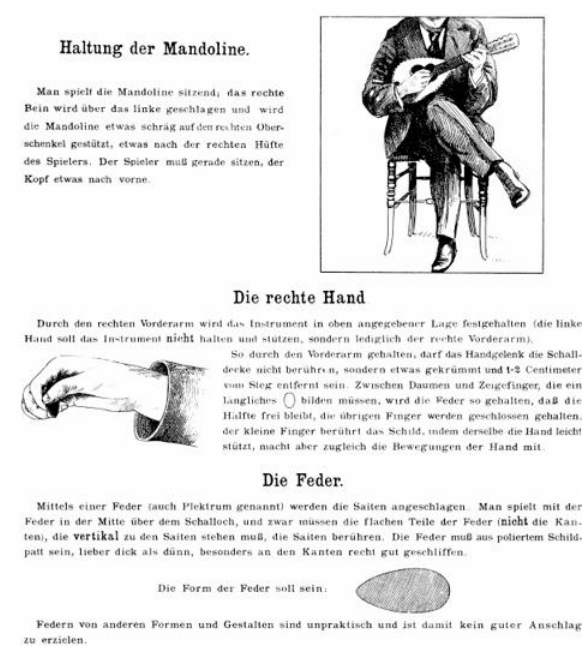 Haltung der Mandoline.
Man spielt die Mandoline sitzend; das rechte
Bein wird über das linke geschlagen und wird
die Mandoline etwas schräg auf den rechten Ober-
schenkel gestützt, etwas nach der rechten Hüfte
des Spielers. Der Spieler muß gerade sitzen, der
Kopf etwas nach vorne.
Die rechte Hand
Durch den rechten Vorderarm wird das Instrument in oben angegebener Lage festgehalten (die linke
Hand soll das Instrument nicht halten und stützen, sondern lediglich der rechte Vorderarm).
So durch den Vorderarm gehalten, darf das Handgelenk die Schall-
decke nicht berühren, sondern etwas gekrümmt und 1-2 Centimeter
vom Steg entfernt sein. Zwischen Daumen und Zeigefinger, die ein
längliches bilden müssen, wird die Feder so gehalten, daß die
Hälfte frei bleibt, die übrigen Finger werden geschlossen gehalten,
der kleine Finger berührt das Schild, indem derselbe die Hand leicht
stützt, macht aber zugleich die Bewegungen der Hand mit.
Die Feder.
Mittels einer Feder (auch Plektrum genannt) werden die Saiten angeschlagen. Man spielt mit der
Feder in der Mitte über dem Schalloch, und zwar müssen die flachen Teile der Feder (nicht die Kan-
ten), die vertikal zu den Saiten stehen muß, die Saiten berühren. Die Feder muß aus poliertem Schild-
patt sein, lieber dick als dünn, besonders an den Kanten recht gut geschliffen.
Die Form der Feder soll sein:
Federn von anderen Formen und Gestalten sind unpraktisch und ist damit kein guter Anschlag
zu erzielen.